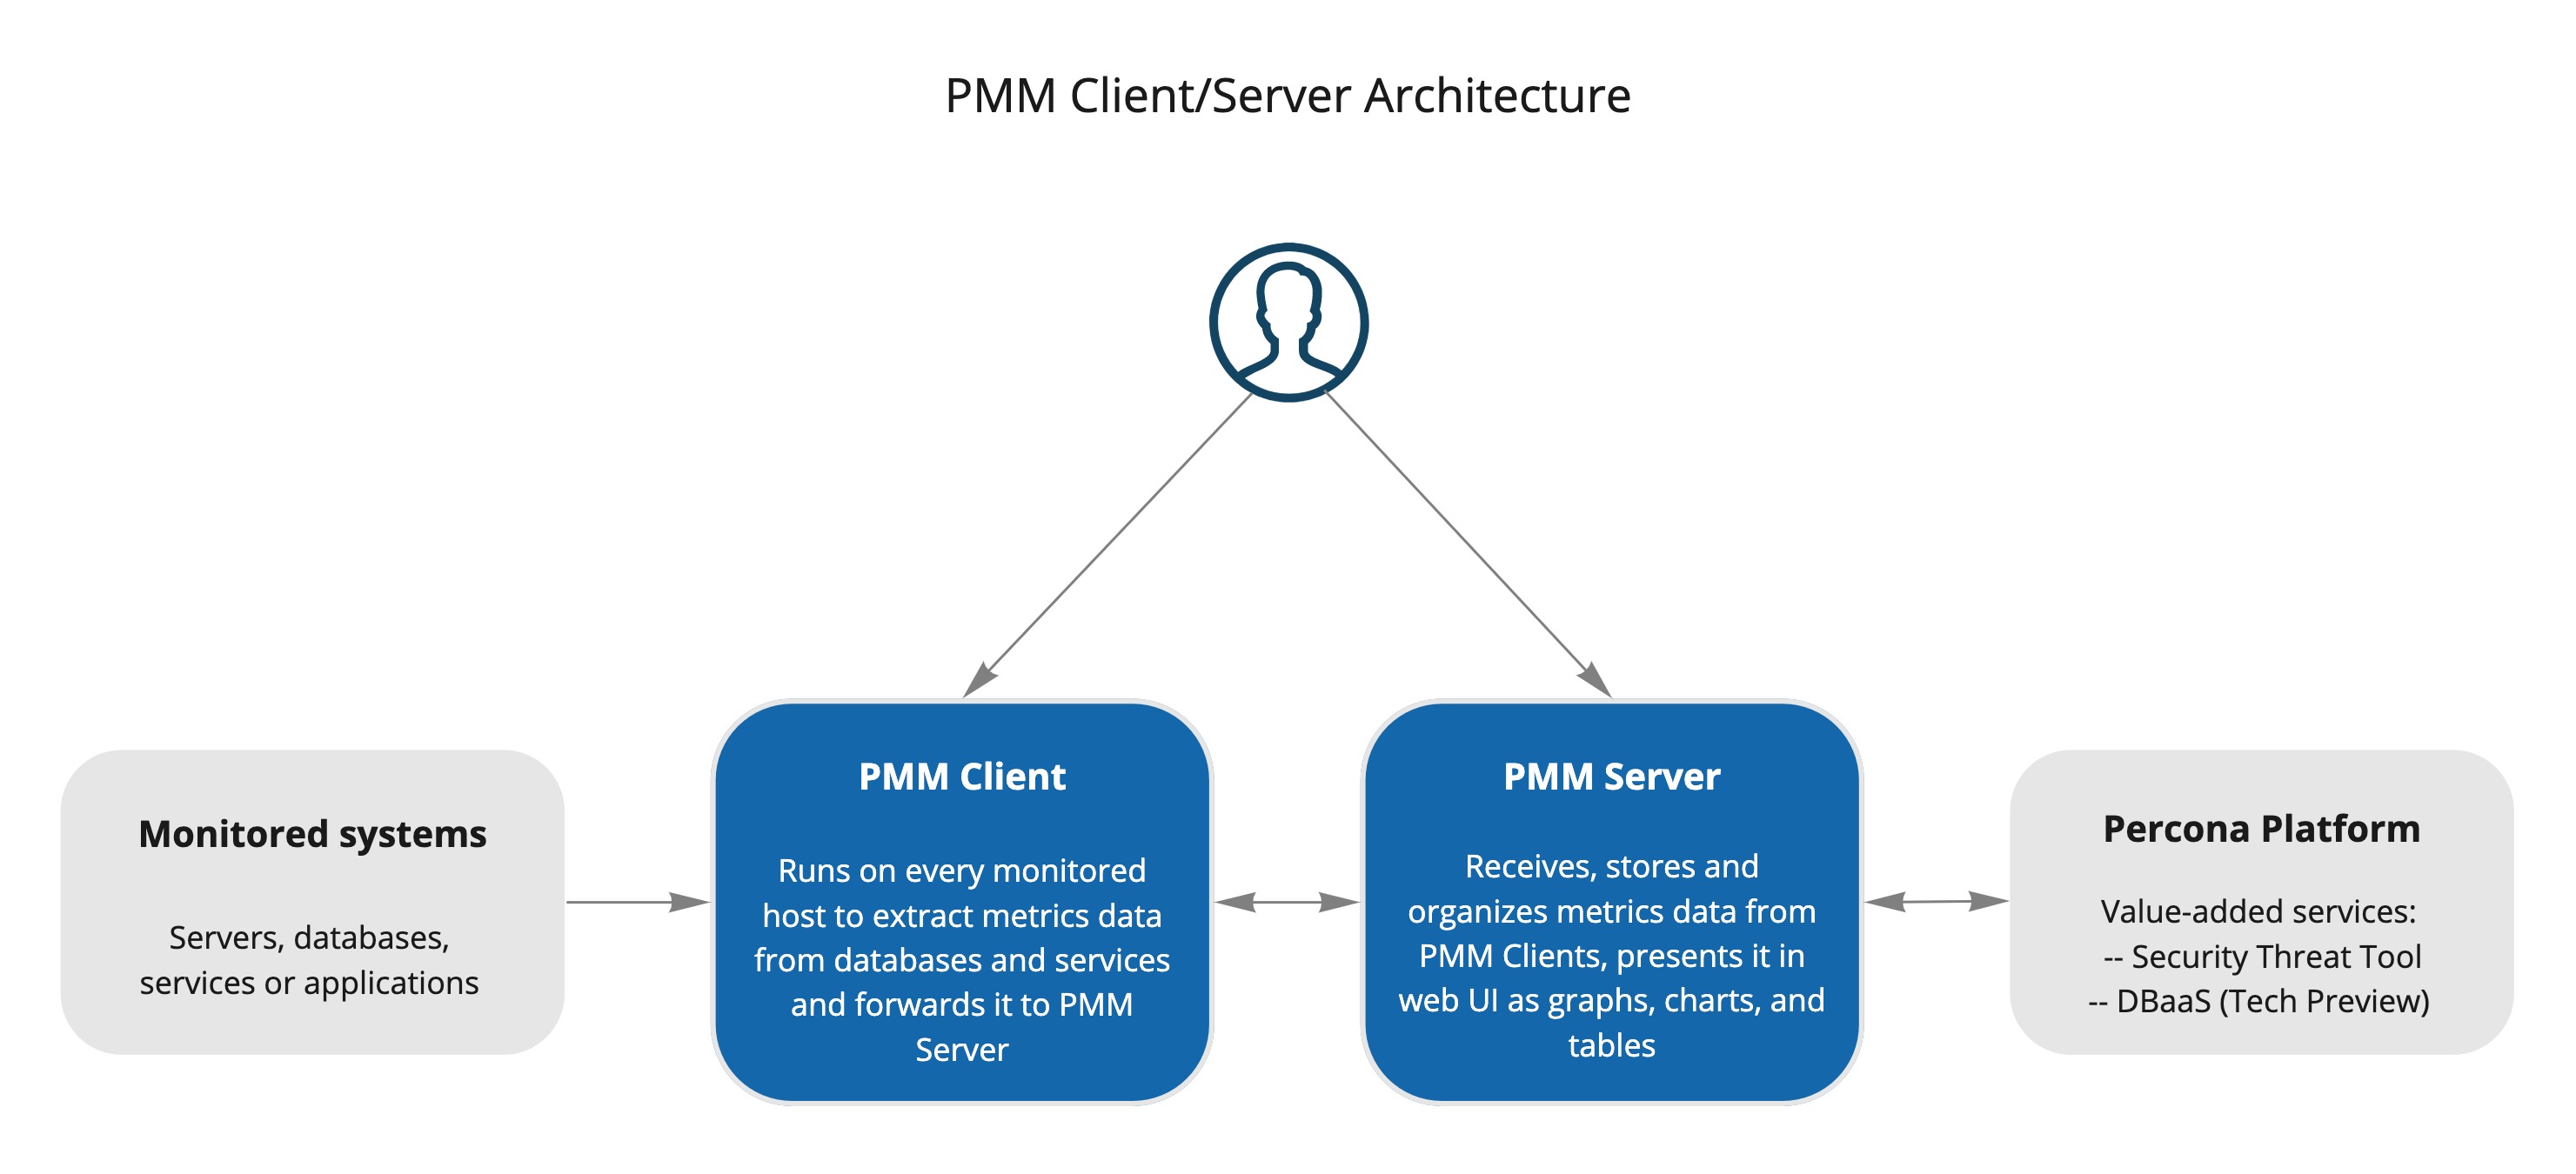 PMM Client/Server Architecture
Monitored systems
Servers, databases,
services or applications
PMM Client
Runs on every monitored
host to extract metrics data
from databases and services
and forwards it to PMM
Server
PMM Server
Receives, stores and
organizes metrics data from
PMM Clients, presents it in
web UI as graphs, charts, and
tables
Percona Platform
Value-added services:
-- Security Threat Tool
-- DBaaS (Tech Preview)